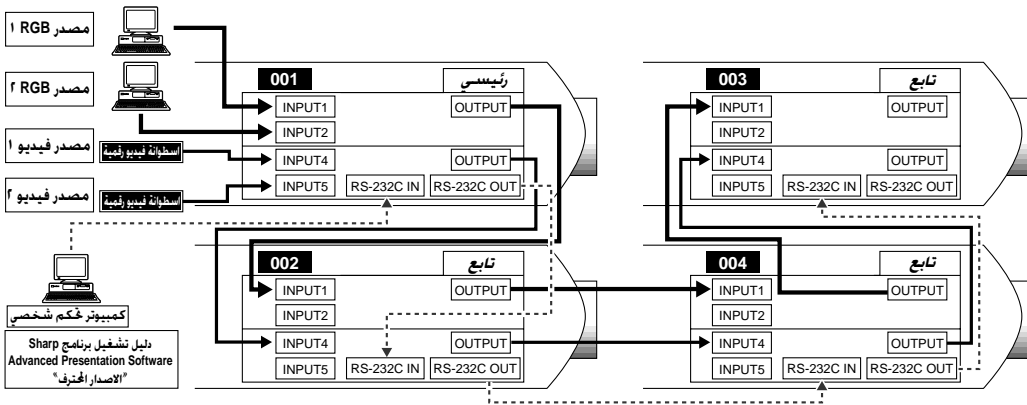 مصدر RGB ١
مصدر RGB ٢
مصدر فيديو ١
اسطوانة فيديو رقمية
مصدر فيديو ٢
اسطوانة فيديو رقمية
كمبيوتر تحكم شخصي
دليل تشغيل برنامج Sharp
Advanced Presentation Software
"الاصدار المحترف"
001
رئيسي
INPUT1
OUTPUT
INPUT2
INPUT4
OUTPUT
INPUT5
RS-232C IN
RS-232C OUT
002
تابع
INPUT1
OUTPUT
INPUT2
INPUT4
OUTPUT
INPUT5
RS-232C IN
RS-232C OUT
003
تابع
INPUT1
OUTPUT
INPUT2
INPUT4
OUTPUT
INPUT5
RS-232C IN
RS-232C OUT
004
تابع
INPUT1
OUTPUT
INPUT2
INPUT4
OUTPUT
INPUT5
RS-232C IN
RS-232C OUT